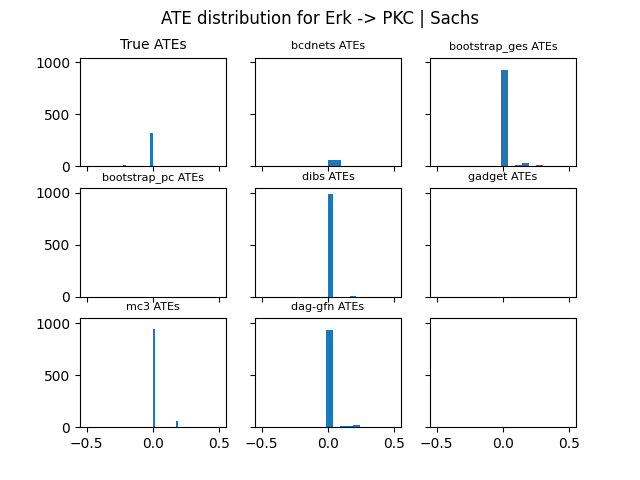 ATE distribution for Erk -> PKC | Sachs
True ATEs
bcdnets ATEs
bootstrap_ges ATEs
1000
500
0
bootstrap_pc ATEs
dibs ATEs
gadget ATEs
1000
500
0
mc3 ATEs
dag-gfn ATEs
1000
500
0
−0.5 0.0 0.5 −0.5 0.0 0.5 −0.5 0.0 0.5